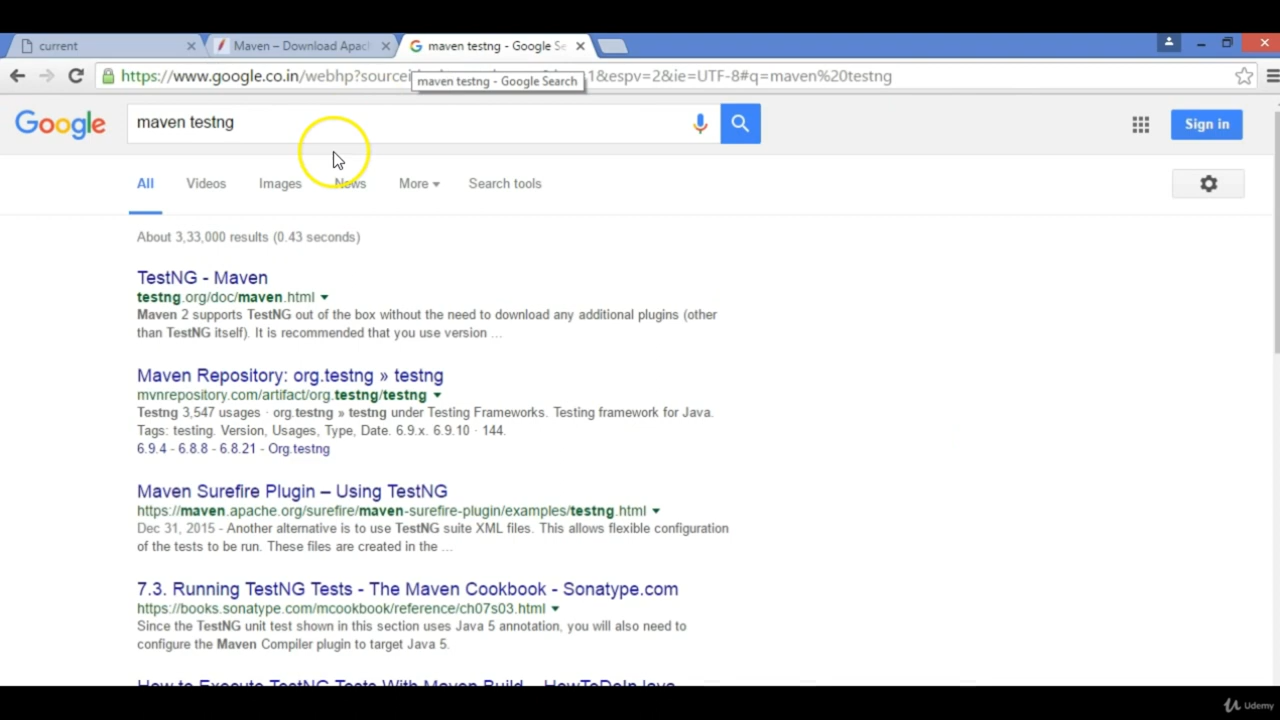 current
Maven – Download Apac
maven testng - Google Se
https://www.google.co.in/webhp?source
1&espv=2&ie=UTF-8#q=maven%20testng
maven testng - Google Search
Google
maven testng
Sign in
All
Videos
Images
News
More
Search tools
About 3,33,000 results (0.43 seconds)
TestNG - Maven
testng.org/doc/maven.html
Maven 2 supports TestNG out of the box without the need to download any additional plugins (other
than TestNG itself). It is recommended that you use version ...
Maven Repository: org.testng » testng
mvnrepository.com/artifact/org.testng/testng
Testng 3,547 usages · org.testng » testng under Testing Frameworks. Testing framework for Java.
Tags: testing. Version, Usages, Type, Date. 6.9.x. 6.9.10 · 144.
6.9.4 - 6.8.8 - 6.8.21 - Org.testng
Maven Surefire Plugin – Using TestNG
https://maven.apache.org/surefire/maven-surefire-plugin/examples/testng.html
Dec 31, 2015 - Another alternative is to use TestNG suite XML files. This allows flexible configuration
of the tests to be run. These files are created in the ...
7.3. Running TestNG Tests - The Maven Cookbook - Sonatype.com
https://books.sonatype.com/mcookbook/reference/ch07s03.html
Since the TestNG unit test shown in this section uses Java 5 annotation, you will also need to
configure the Maven Compiler plugin to target Java 5.
How to Execute TestNG Tests With Maven Build - HowToDoInJava
Udemy